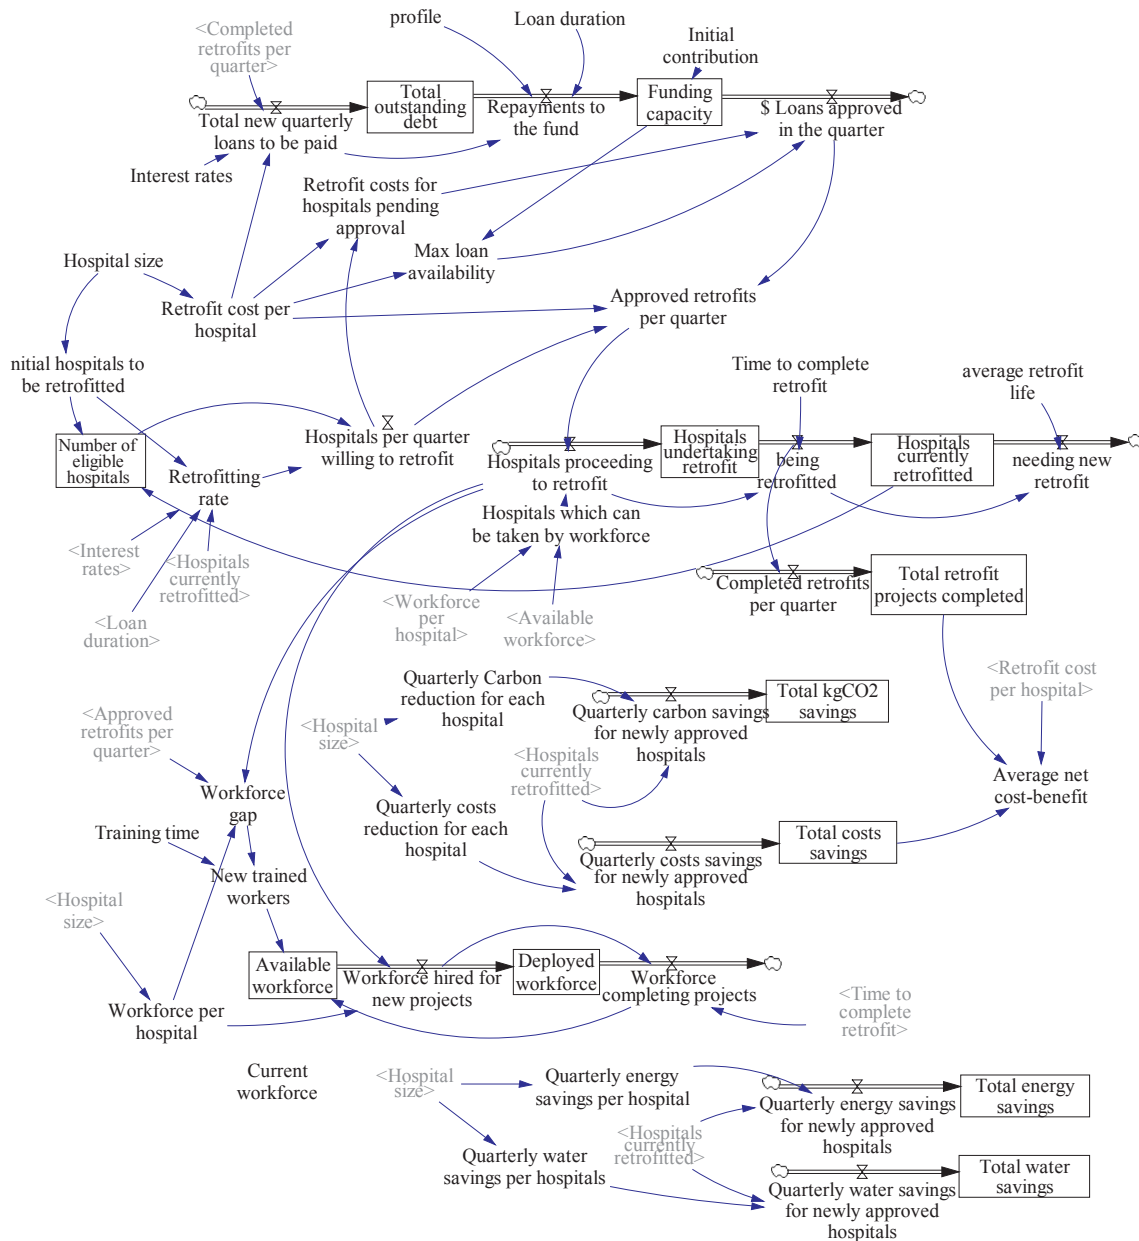 <Completed
retrofits per
quarter>
profile
Loan duration
Initial
contribution
Total
outstanding
debt
Funding
capacity
Total new quarterly
loans to be paid
Repayments to
the fund
$ Loans approved
in the quarter
Interest rates
Retrofit costs for
hospitals pending
approval
Max loan
availability
Hospital size
Retrofit cost per
hospital
Approved retrofits
per quarter
nitial hospitals to
be retrofitted
Time to complete
retrofit
average retrofit
life
Number of
eligible
hospitals
Hospitals per quarter
willing to retrofit
Retrofitting
rate
Hospitals proceeding
to retrofit
Hospitals
undertaking
retrofit
being
retrofitted
Hospitals
currently
retrofitted
needing new
retrofit
Hospitals which can
be taken by workforce
<Interest
rates>
<Hospitals
currently
retrofitted>
<Loan
duration>
<Workforce
per
hospital>
<Available
workforce>
Completed retrofits
per quarter
Total retrofit
projects completed
Quarterly Carbon
reduction for each
hospital
Total kgCO2
savings
<Retrofit cost
per hospital>
<Approved
retrofits per
quarter>
<Hospital
size>
Quarterly carbon savings
for newly approved
hospitals
<Hospitals
currently
retrofitted>
Average net
cost-benefit
Workforce
gap
Quarterly costs
reduction for each
hospital
Training time
Total costs
savings
Quarterly costs savings
for newly approved
hospitals
New trained
workers
<Hospital
size>
Available
workforce
Workforce hired for
new projects
Deployed
workforce
Workforce
completing projects
Workforce per
hospital
<Time to
complete
retrofit>
Current
workforce
<Hospital
size>
Quarterly energy
savings per hospital
Quarterly energy savings
for newly approved
hospitals
Total energy
savings
<Hospitals
currently
retrofitted>
Quarterly water
savings per hospitals
Total water
savings
Quarterly water savings
for newly approved
hospitals